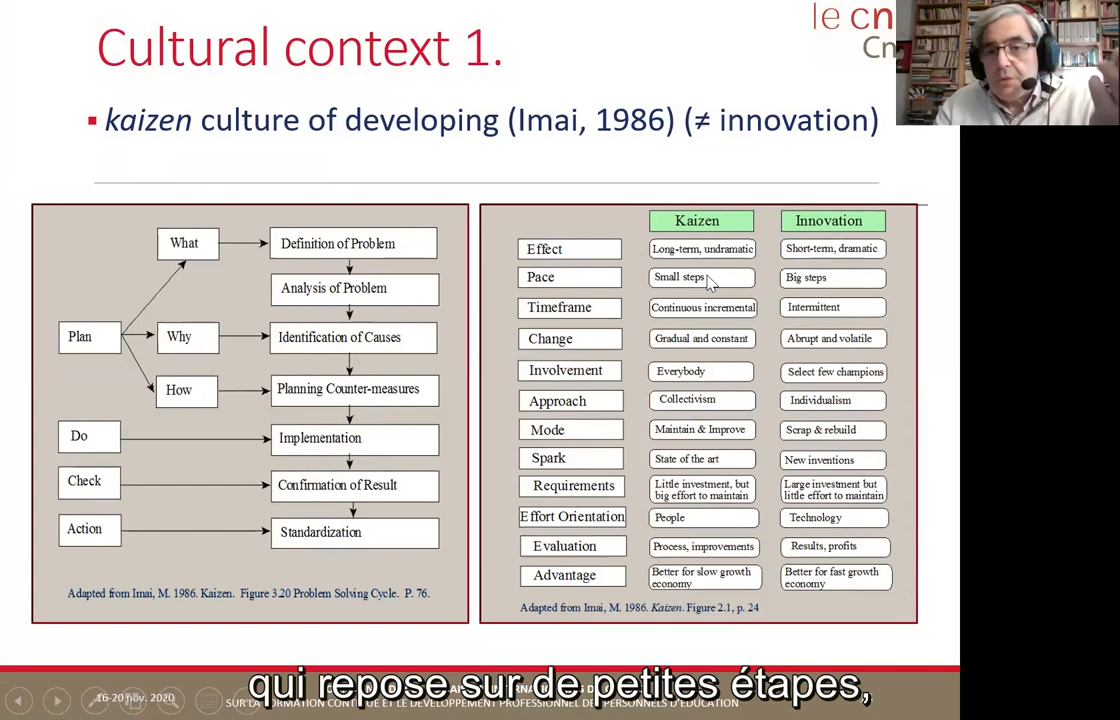 Cultural context 1.
le cn
Cm
▪ kaizen culture of developing (Imai, 1986) (≠ innovation)
What
Definition of Problem
Analysis of Problem
Plan
Why
Identification of Causes
How
Planning Counter-measures
Do
Implementation
Check
Confirmation of Result
Action
Standardization
Adapted from Imai, M. 1986. Kaizen. Figure 3.20 Problem Solving Cycle. P. 76.
Kaizen Innovation
Effect Long-term, undramatic Short-term, dramatic
Pace Small steps Big steps
Timeframe Continuous incremental Intermittent
Change Gradual and constant Abrupt and volatile
Involvement Everybody Select few champions
Approach Collectivism Individualism
Mode Maintain & Improve Scrap & rebuild
Spark State of the art New inventions
Requirements Little investment, but big effort to maintain Large investment but little effort to maintain
Effort Orientation People Technology
Evaluation Process, improvements Results, profits
Advantage Better for slow growth economy Better for fast growth economy
Adapted from Imai, M. 1986. Kaizen. Figure 2.1, p. 24
qui repose sur de petites étapes,
16-20 nov. 2020
SUR LA FORMATION CONTINUE ET LE DEVELOPPEMENT PROFESSIONNEL DES PERSONNELS D'ÉDUCATION